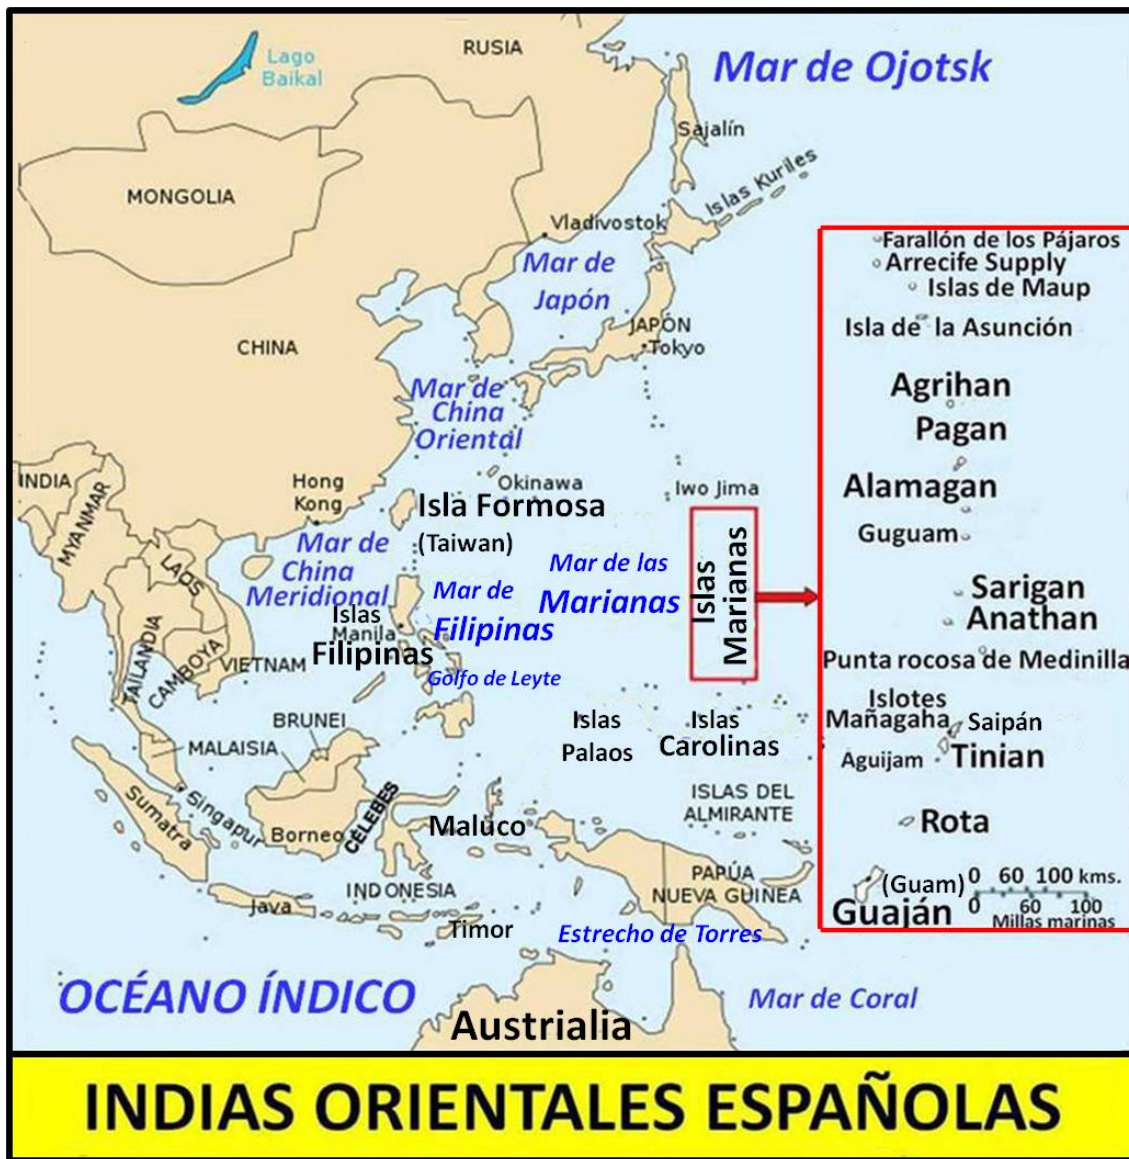 RUSIA
Lago
Baikal
Mar de Ojotsk
Sajalín
Islas Kuriles
MONGOLIA
Vladivostok
Mar de
Japón
JAPÓN
Tokyo
CHINA
Mar de
China
Oriental
INDIA
MYANMAR
LAOS
TAILANDIA
CAMBOYA
VIETNAM
Hong
Kong
Okinawa
Isla Formosa
(Taiwan)
Iwo Jima
Mar de
China
Meridional
Mar de
Filipinas
Mar de las
Marianas
Islas
Marianas
Islas
Manila
Filipinas
Golfo de Leyte
Islas
Palaos
Islas
Carolinas
BRUNEI
MALAISIA
Singapur
Sumatra
Borneo
CÉLEBES
Maluco
ISLAS DEL
ALMIRANTE
PAPÚA
NUEVA GUINEA
INDONESIA
Java
Timor
Estrecho de Torres
OCÉANO ÍNDICO
Mar de Coral
Austrialia
Farallón de los Pájaros
Arrecife Supply
Islas de Maup
Isla de la Asunción
Agrihan
Pagan
Alamagan
Guguam
Sarigan
Anathan
Punta rocosa de Medinilla
Islotes
Mañagaha
Saipán
Aguijam
Tinian
Rota
(Guam)
Guaján
0 60 100 kms.
0 60 100
Millas marinas
INDIAS ORIENTALES ESPAÑOLAS